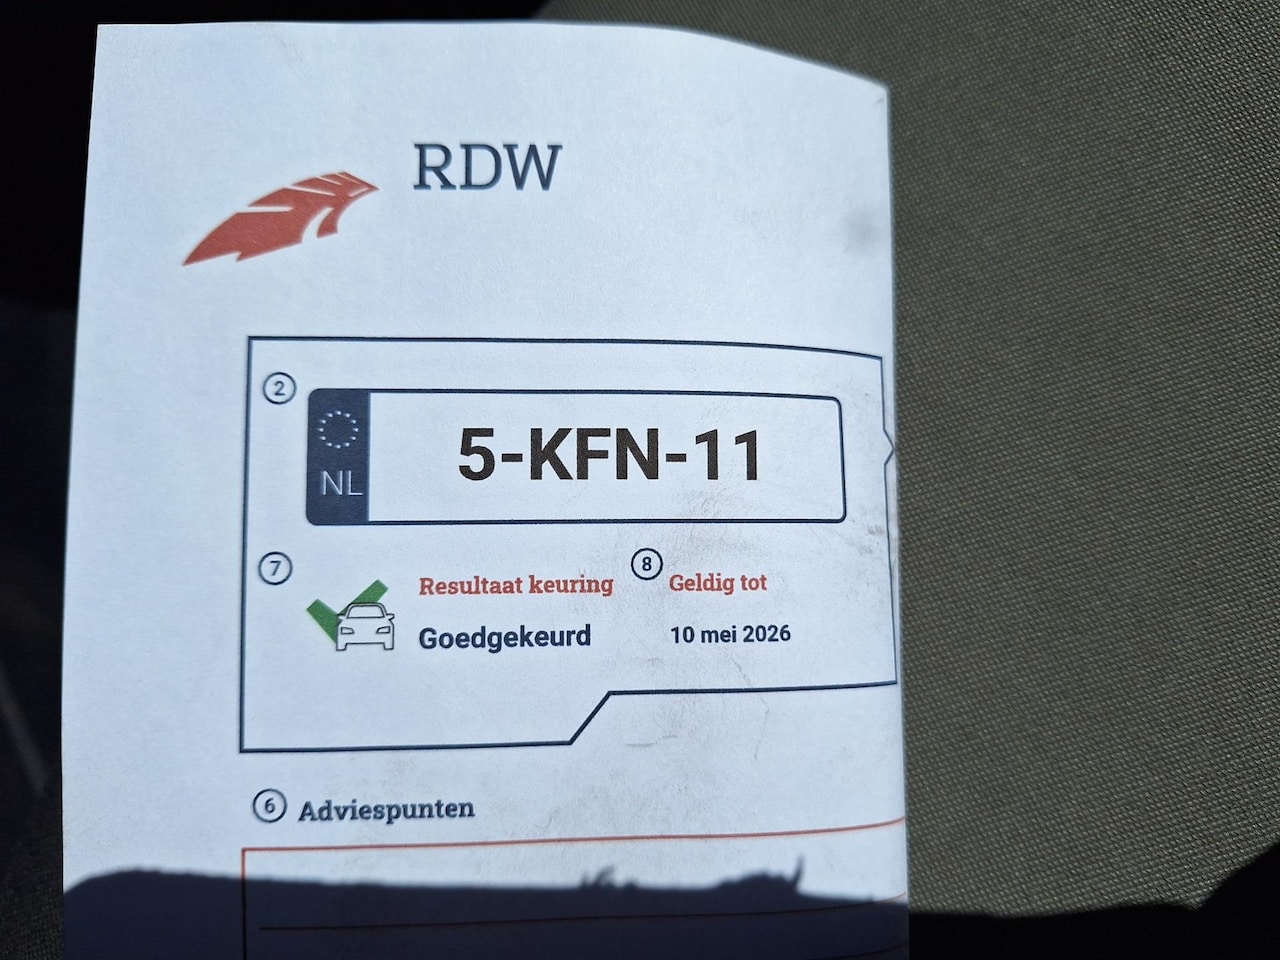 RDW
2
NL
5-KFN-11
7
Resultaat keuring
8
Geldig tot
Goedgekeurd
10 mei 2026
6 Adviespunten